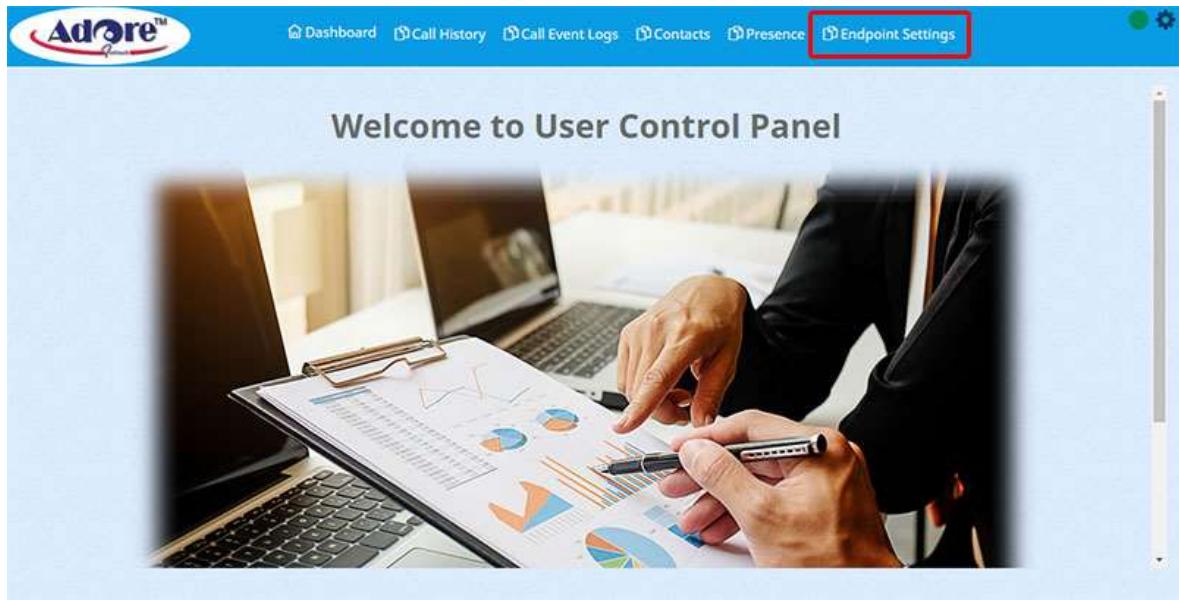 Adore™
Dashboard Call History Call Event Logs Contacts Presence Endpoint Settings
Welcome to User Control Panel